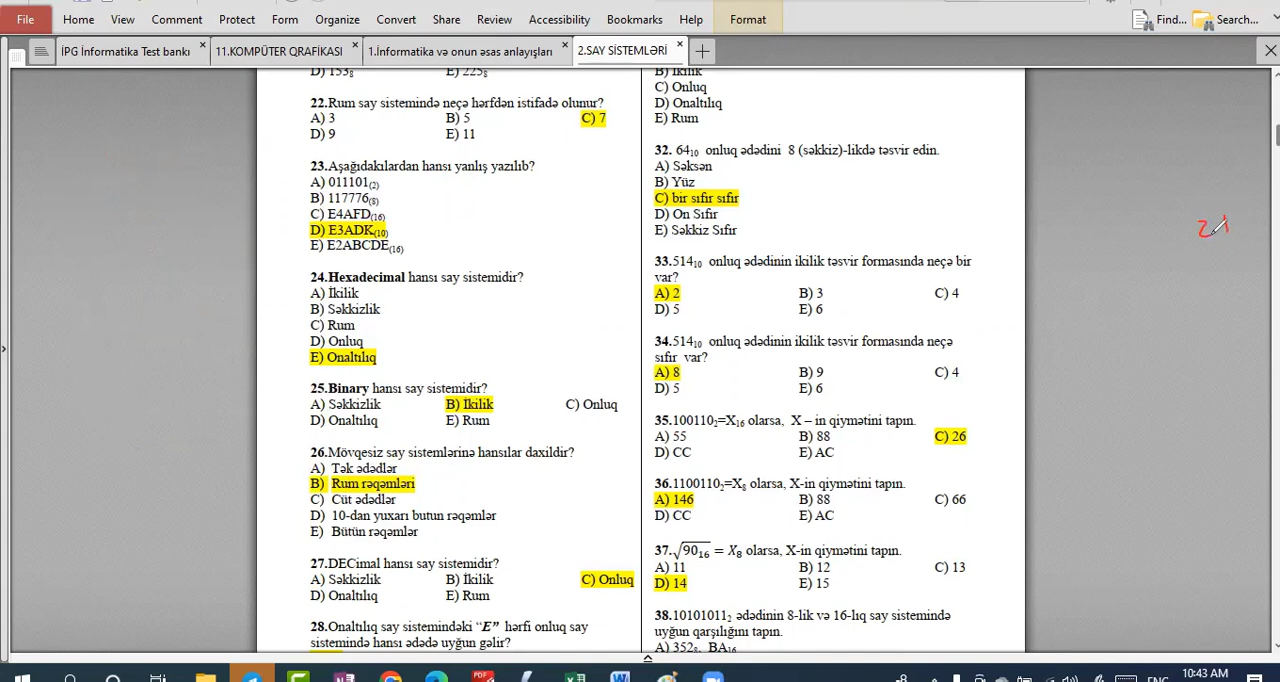 File Home View Comment Protect Form Organize Convert Share Review Accessibility Bookmarks Help Format Find... Search...
İPG İnformatika Test bankı 11.KOMPÜTER QRAFİKASI 1.İnformatika və onun əsas anlayışları 2.SAY SİSTEMLƏRİ
D) 153₈ E) 225₈
22.Rum say sistemində neçə hərfdən istifadə olunur?
A) 3 B) 5 C) 7
D) 9 E) 11
23.Aşağıdakılardan hansı yanlış yazılıb?
A) 011101₍₂₎
B) 117776₍₈₎
C) E4AFD₍₁₆₎
D) E3ADK₍₁₀₎
E) E2ABCDE₍₁₆₎
24.Hexadecimal hansı say sistemidir?
A) İkilik
B) Səkkizlik
C) Rum
D) Onluq
E) Onaltılıq
25.Binary hansı say sistemidir?
A) Səkkizlik B) İkilik C) Onluq
D) Onaltılıq E) Rum
26.Mövqesiz say sistemlərinə hansılar daxildir?
A) Tək ədədlər
B) Rum rəqəmləri
C) Cüt ədədlər
D) 10-dan yuxarı butun rəqəmlər
E) Bütün rəqəmlər
27.DECimal hansı say sistemidir?
A) Səkkizlik B) İkilik C) Onluq
D) Onaltılıq E) Rum
28.Onaltılıq say sistemindəki “E” hərfi onluq say
sistemində hansı ədədə uyğun gəlir?
B) İkilik
C) Onluq
D) Onaltılıq
E) Rum
32. 64₁₀ onluq ədədini 8 (səkkiz)-likdə təsvir edin.
A) Səksən
B) Yüz
C) bir sıfır sıfır
D) On Sıfır
E) Səkkiz Sıfır
33.514₁₀ onluq ədədinin ikilik təsvir formasında neçə bir
var?
A) 2 B) 3 C) 4
D) 5 E) 6
34.514₁₀ onluq ədədinin ikilik təsvir formasında neçə
sıfır var?
A) 8 B) 9 C) 4
D) 5 E) 6
35.100110₂=X₁₆ olarsa, X – in qiymətini tapın.
A) 55 B) 88 C) 26
D) CC E) AC
36.1100110₂=X₈ olarsa, X-in qiymətini tapın.
A) 146 B) 88 C) 66
D) CC E) AC
37.√90₁₆ = X₈ olarsa, X-in qiymətini tapın.
A) 11 B) 12 C) 13
D) 14 E) 15
38.10101011₂ ədədinin 8-lik və 16-lıq say sistemində
uyğun qarşılığını tapın.
A) 352₈, BA₁₆
10:43 AM
ENG